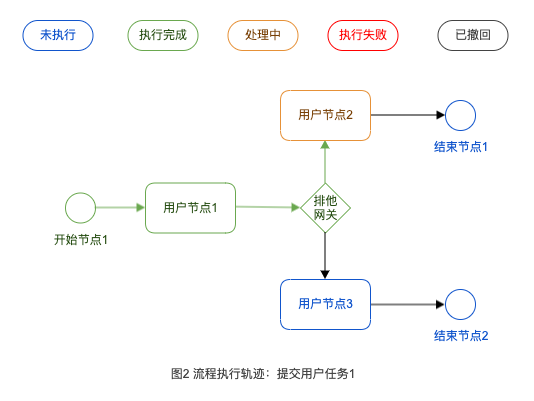 未执行
执行完成
处理中
执行失败
已撤回
用户节点2
结束节点1
用户节点1
排他
网关
开始节点1
用户节点3
结束节点2
图2 流程执行轨迹：提交用户任务1